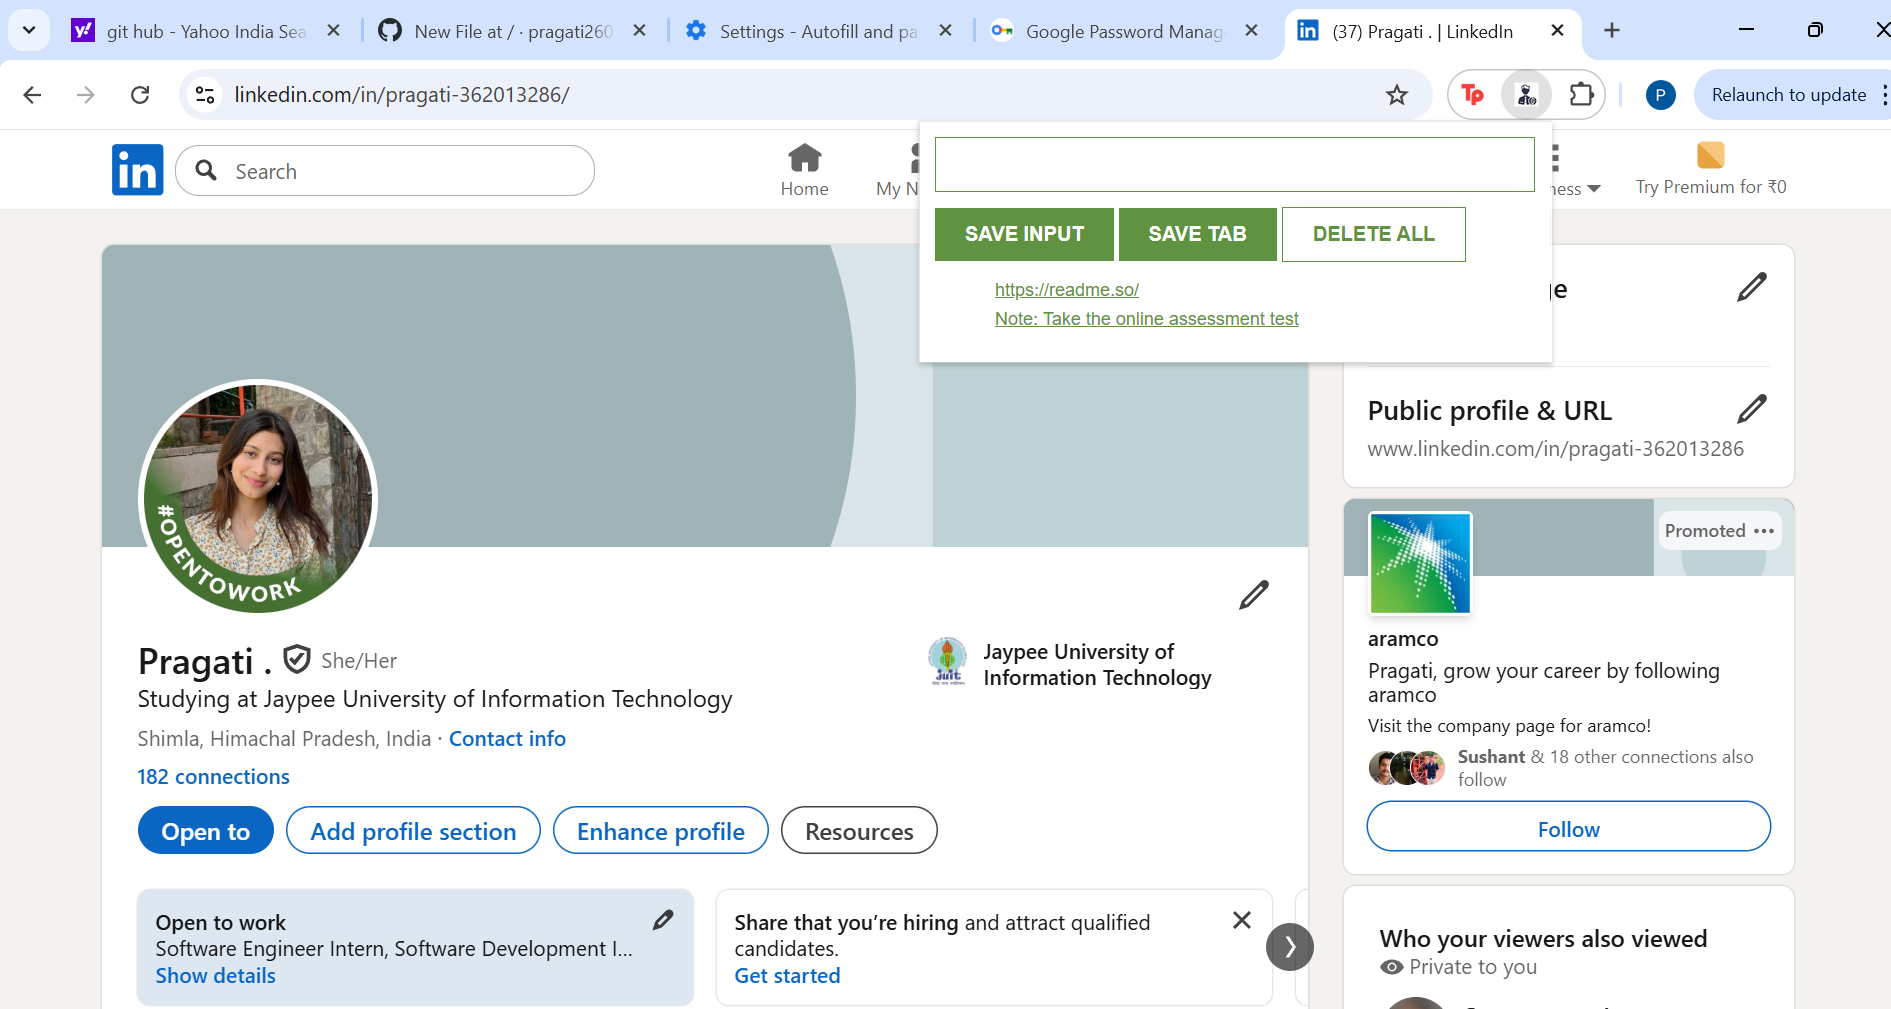 git hub - Yahoo India Sea
New File at / · pragati260
Settings - Autofill and pa
Google Password Manag
(37) Pragati . | LinkedIn
linkedin.com/in/pragati-362013286/
Tp
P
Relaunch to update
in
Search
Home
My N
ness
Try Premium for ₹0
SAVE INPUT
SAVE TAB
DELETE ALL
https://readme.so/
Note: Take the online assessment test
ge
Public profile & URL
www.linkedin.com/in/pragati-362013286
#OPENTOWORK
Promoted
Pragati . She/Her
Studying at Jaypee University of Information Technology
Shimla, Himachal Pradesh, India · Contact info
182 connections
Jaypee University of
Information Technology
aramco
Pragati, grow your career by following
aramco
Visit the company page for aramco!
Sushant & 18 other connections also
follow
Follow
Open to
Add profile section
Enhance profile
Resources
Open to work
Software Engineer Intern, Software Development I...
Show details
Share that you’re hiring and attract qualified
candidates.
Get started
Who your viewers also viewed
Private to you